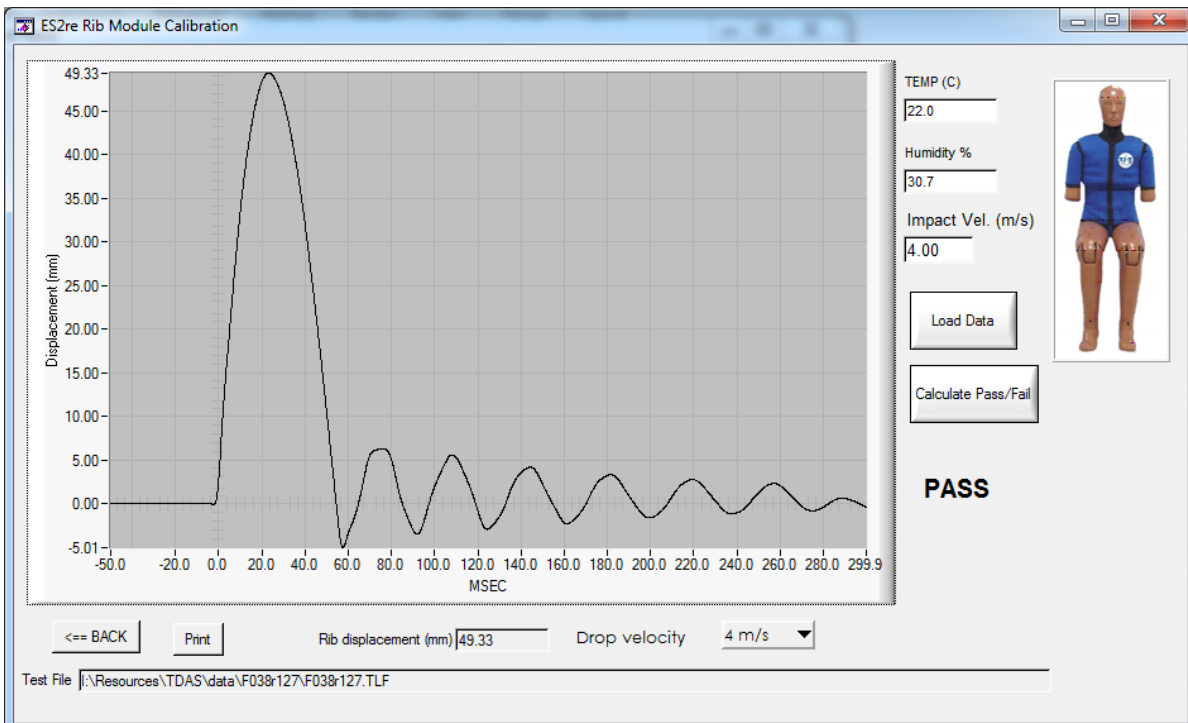 ES2re Rib Module Calibration
49.33
45.00
40.00
35.00
30.00
25.00
20.00
15.00
10.00
5.00
0.00
-5.01
Displacement (mm)
-50.0 -20.0 0.0 20.0 40.0 60.0 80.0 100.0 120.0 140.0 160.0 180.0 200.0 220.0 240.0 260.0 280.0 299.9
MSEC
TEMP (C)
22.0
Humidity %
30.7
Impact Vel. (m/s)
4.00
Load Data
Calculate Pass/Fail
PASS
<== BACK Print Rib displacement (mm) 49.33 Drop velocity 4 m/s
Test File I:\Resources\TDAS\data\F038r127\F038r127.TLF